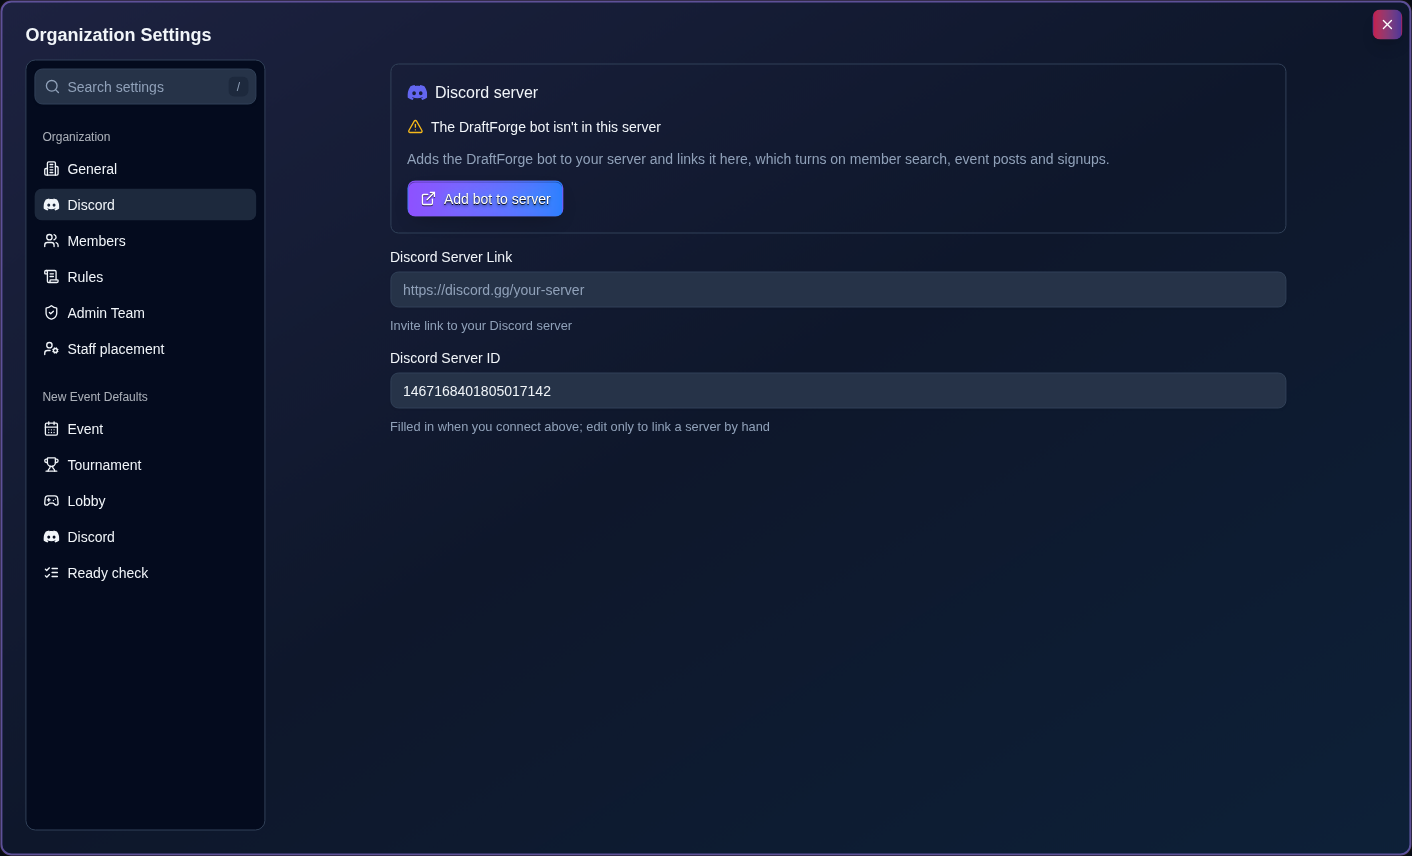 Organization Settings
Search settings /
Organization
General
Discord
Members
Rules
Admin Team
Staff placement
New Event Defaults
Event
Tournament
Lobby
Discord
Ready check
Discord server
The DraftForge bot isn't in this server
Adds the DraftForge bot to your server and links it here, which turns on member search, event posts and signups.
Add bot to server
Discord Server Link
https://discord.gg/your-server
Invite link to your Discord server
Discord Server ID
1467168401805017142
Filled in when you connect above; edit only to link a server by hand